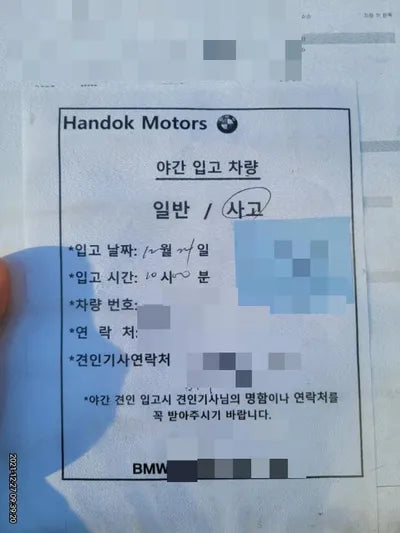 Handok Motors
야간 입고 차량
일반 / 사고
*입고 날짜: 12월 24일
*입고 시간: 10시 00 분
*차량 번호:
*연 락 처:
*견인기사연락처
*야간 견인 입고시 견인기사님의 명함이나 연락처를
꼭 받아주시기 바랍니다.
BMW